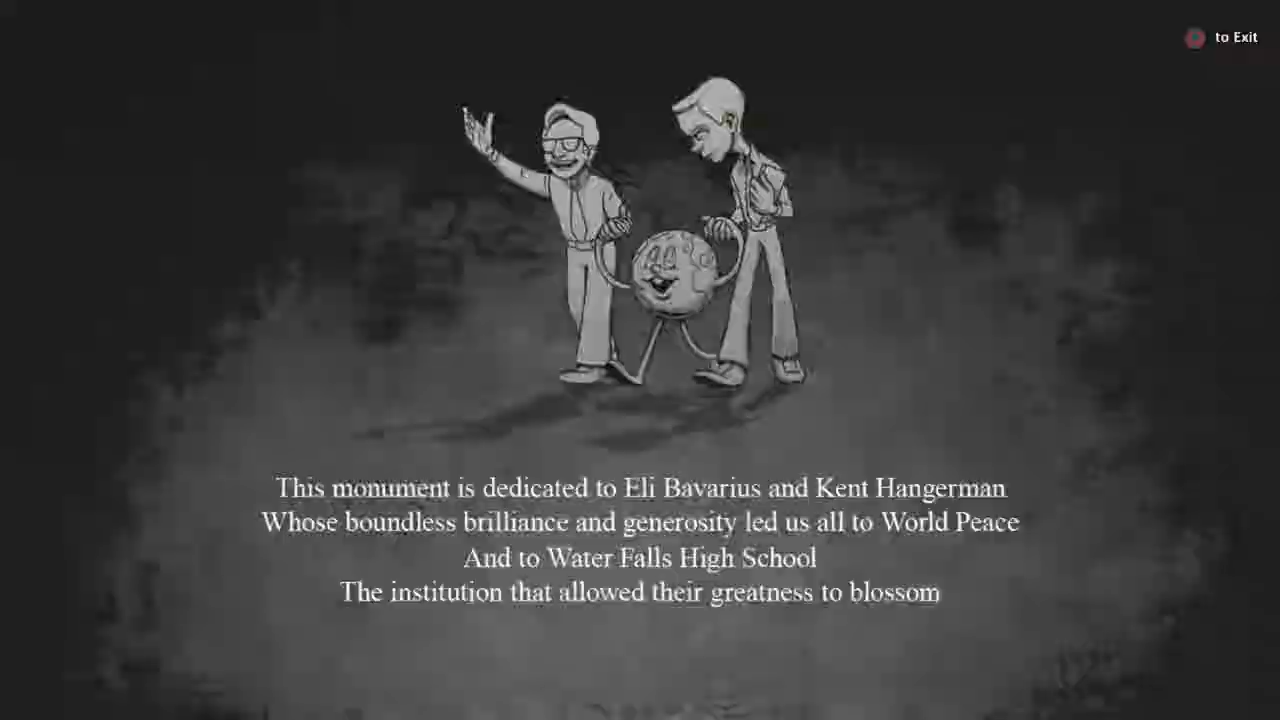 to Exit
This monument is dedicated to Eli Bavarius and Kent Hangerman
Whose boundless brilliance and generosity led us all to World Peace
And to Water Falls High School
The institution that allowed their greatness to blossom